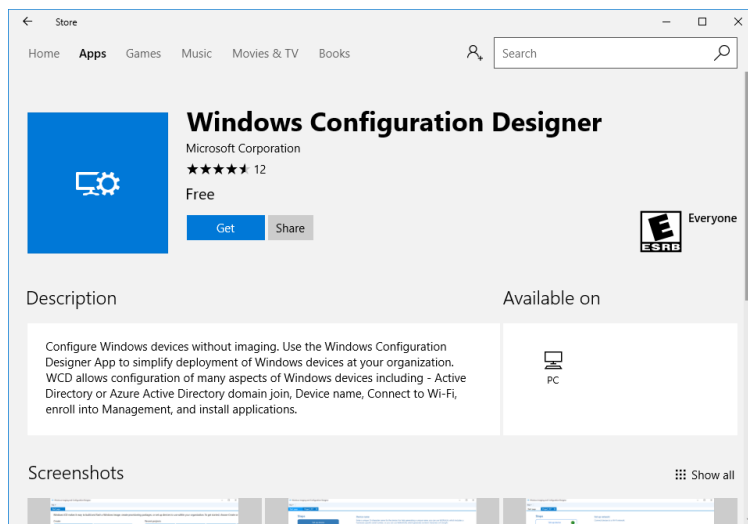 Store
Home Apps Games Music Movies & TV Books Search
Windows Configuration Designer
Microsoft Corporation
12
Free
Get Share
E
ESRB
Everyone
Description
Available on
Configure Windows devices without imaging. Use the Windows Configuration
Designer App to simplify deployment of Windows devices at your organization.
WCD allows configuration of many aspects of Windows devices including - Active
Directory or Azure Active Directory domain join, Device name, Connect to Wi-Fi,
enroll into Management, and install applications.
PC
Screenshots
Show all